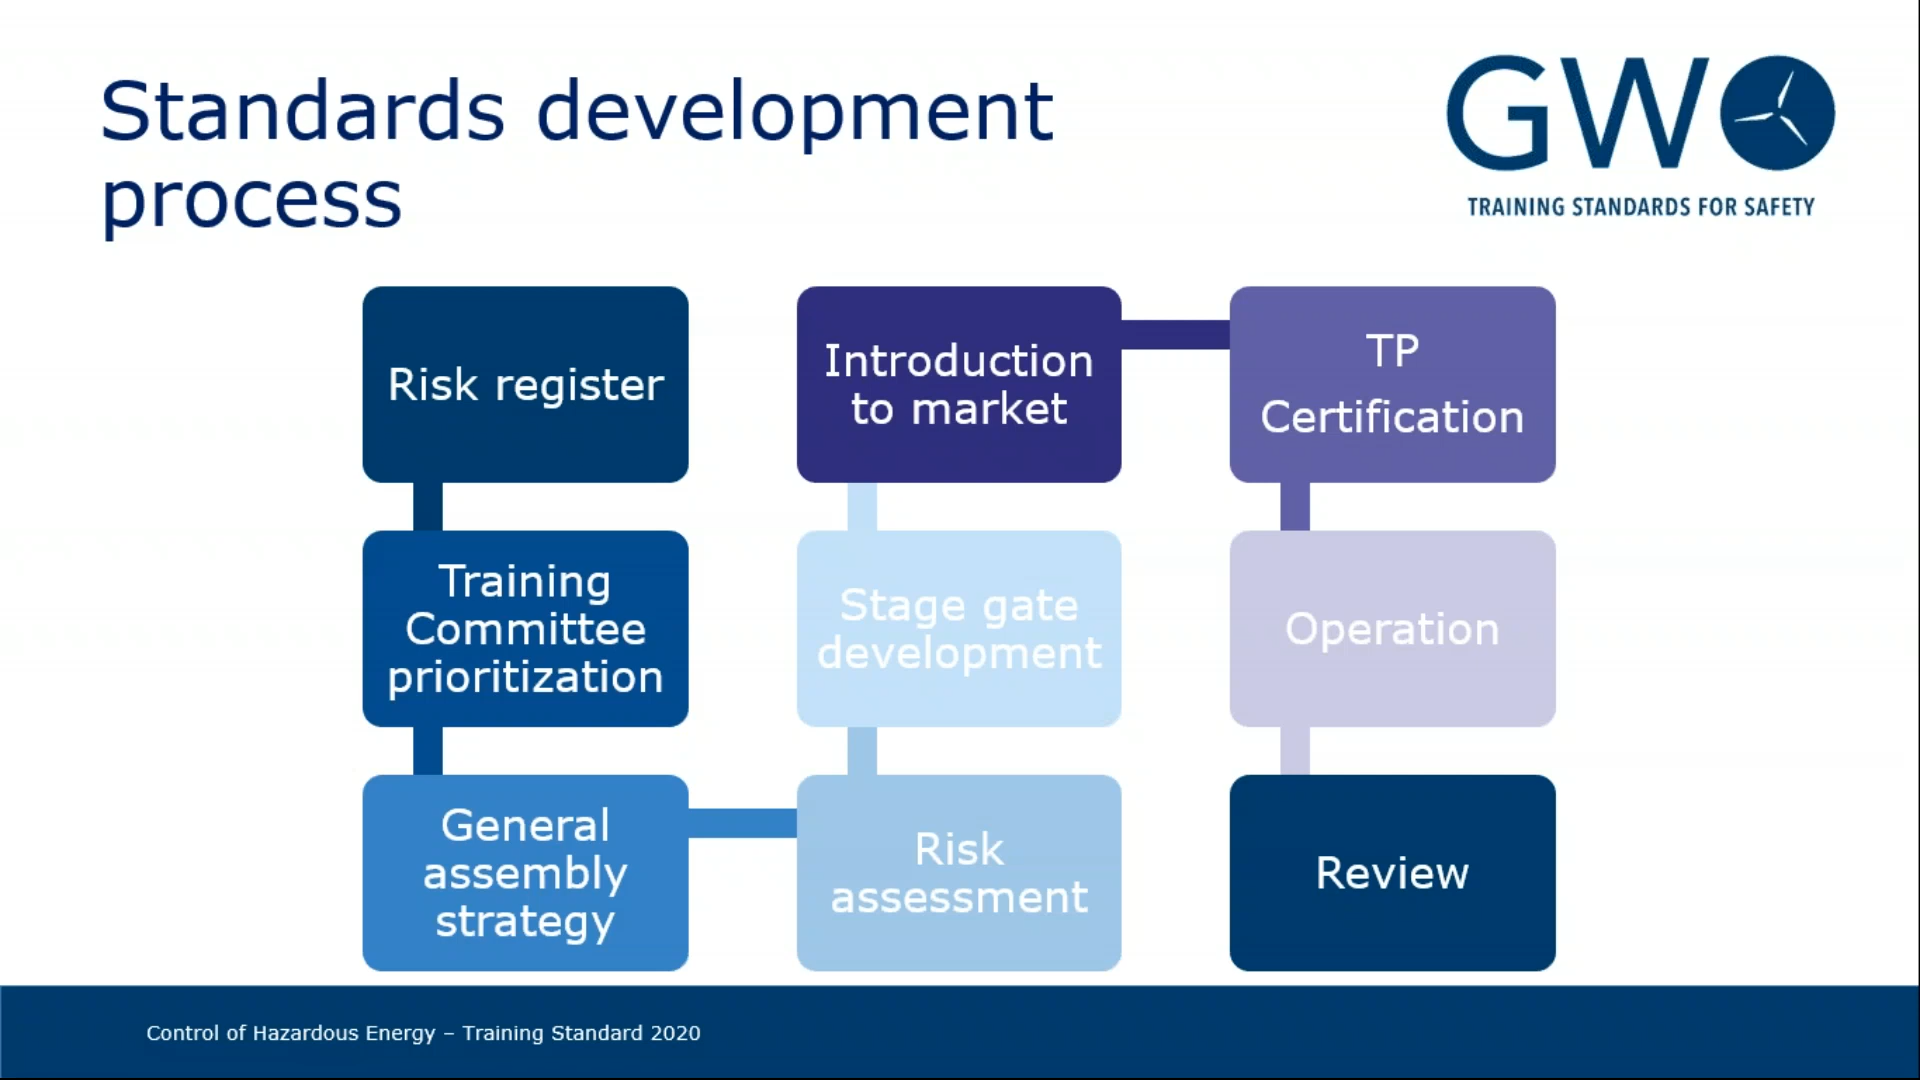 Standards development
process
GWO
TRAINING STANDARDS FOR SAFETY
Risk register
Training
Committee
prioritization
General
assembly
strategy
Risk
assessment
Stage gate
development
Introduction
to market
TP
Certification
Operation
Review
Control of Hazardous Energy – Training Standard 2020